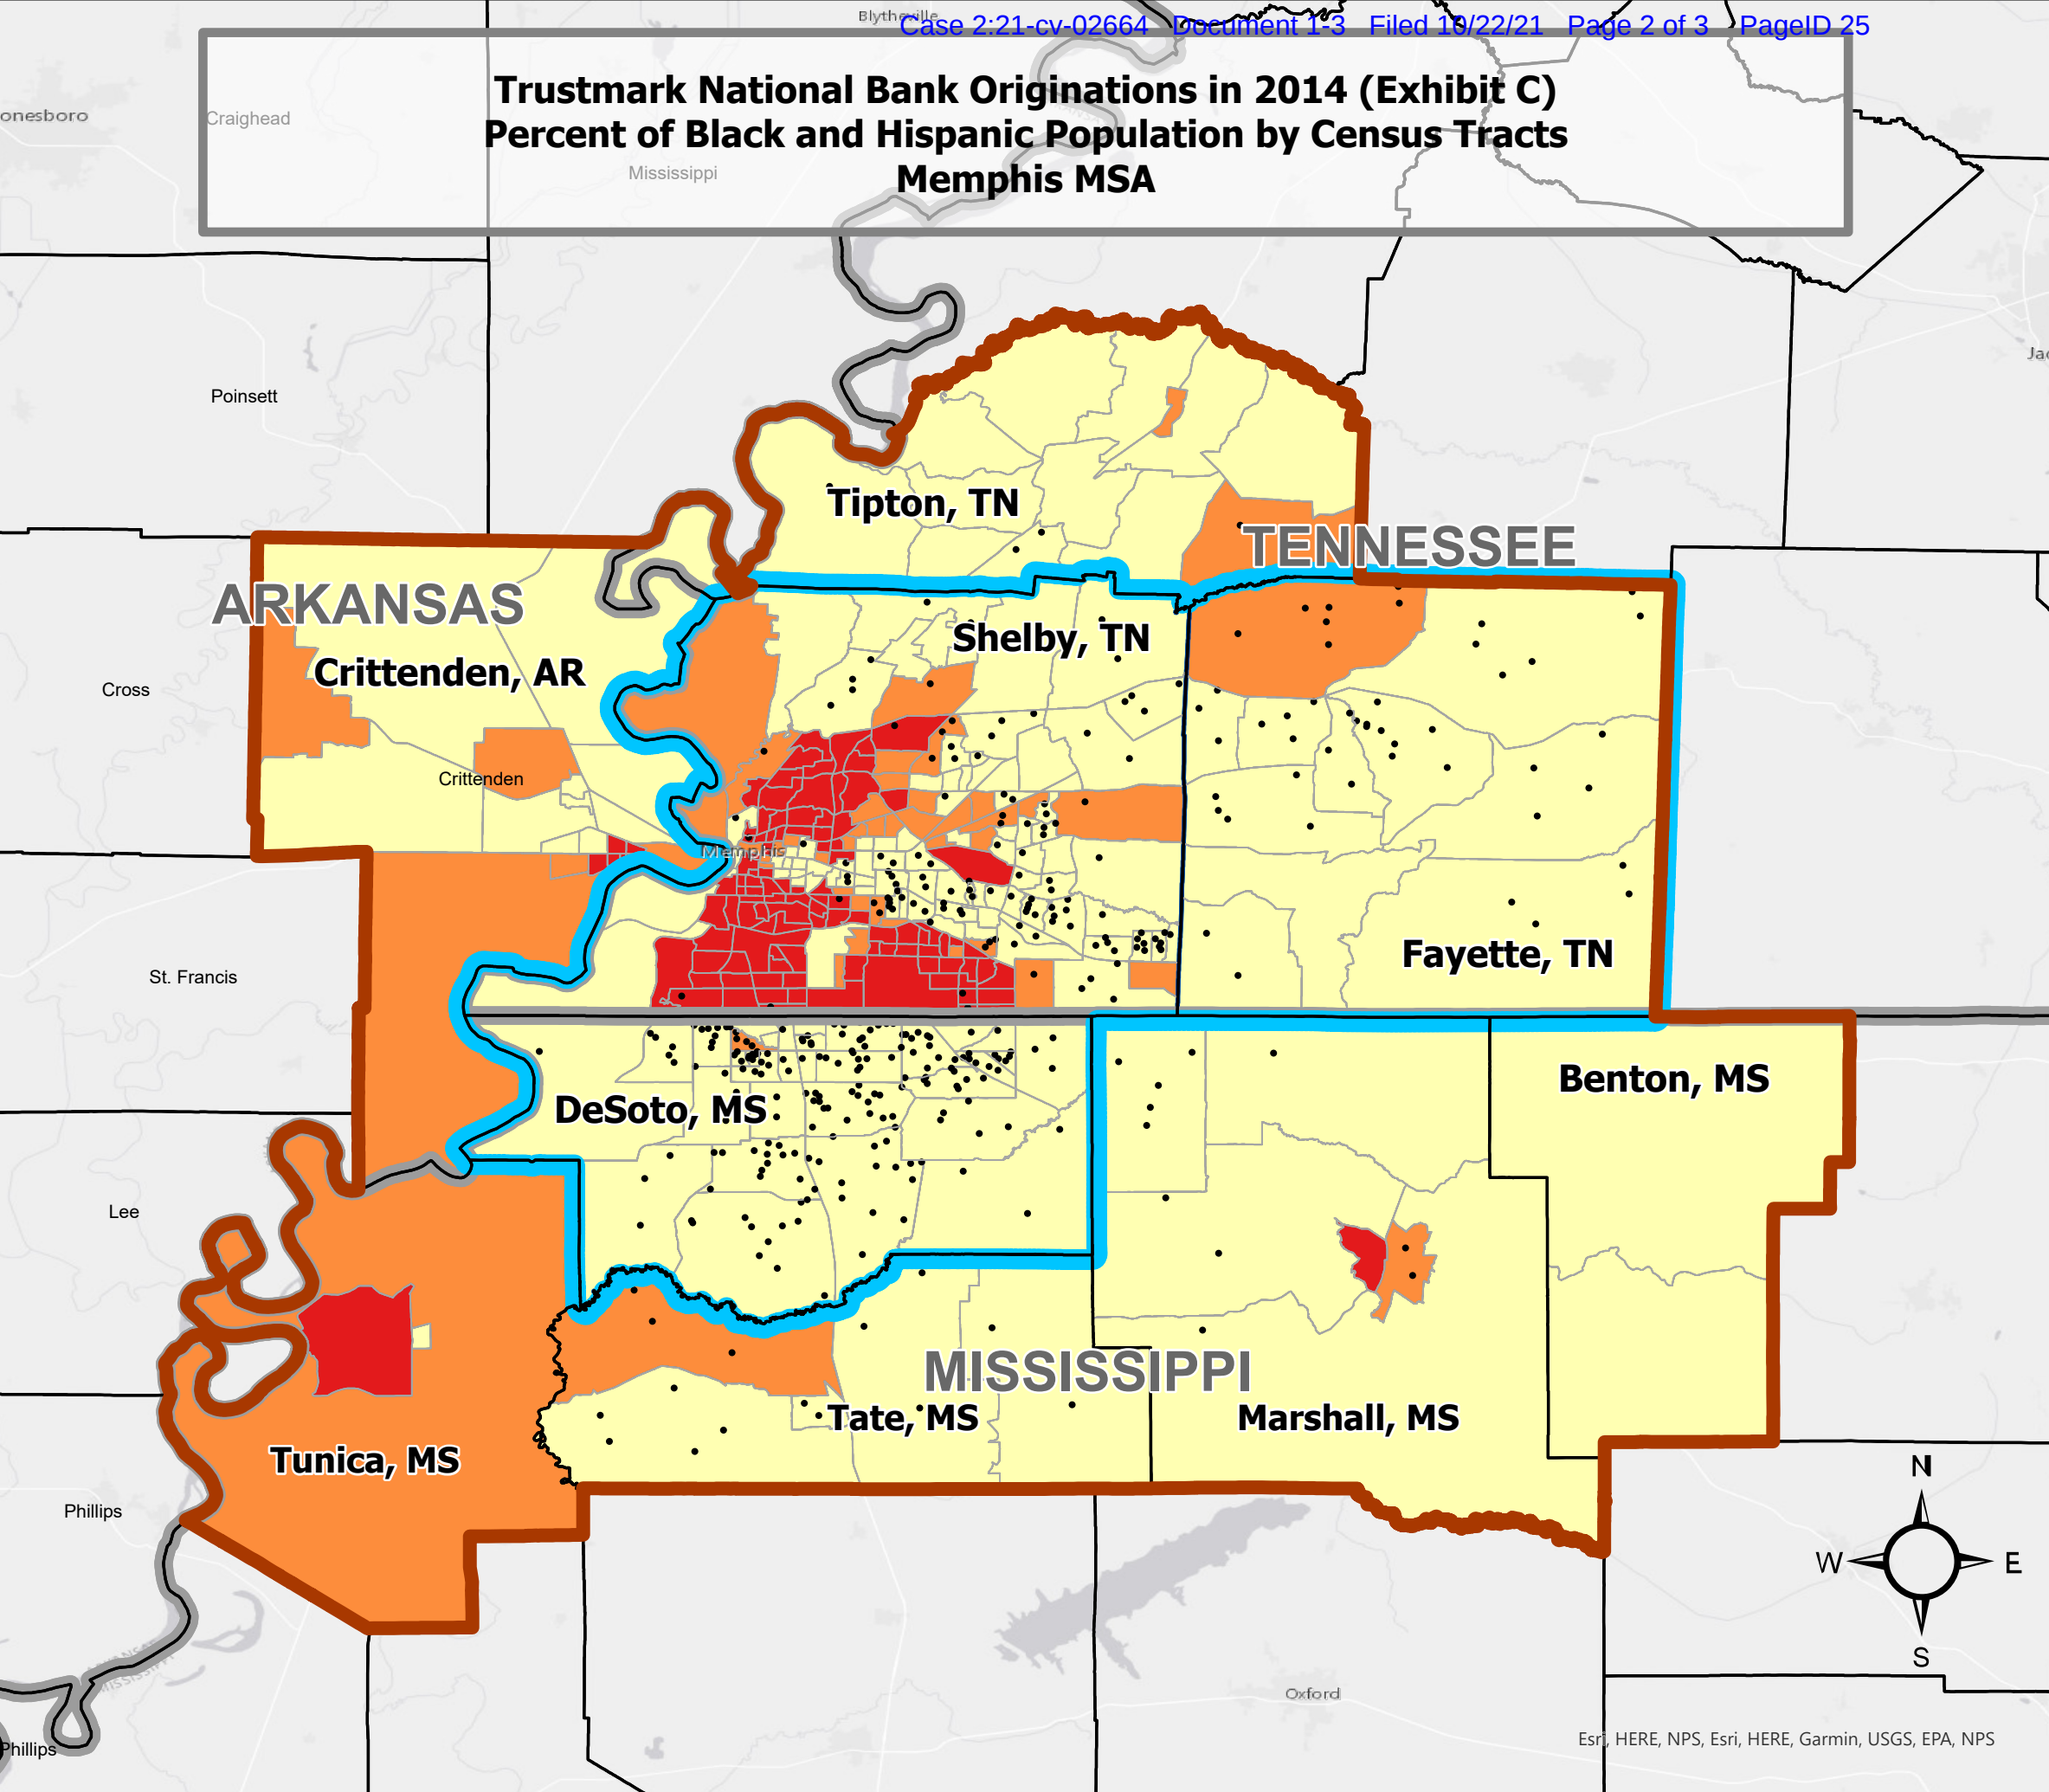 Blytheville
Case 2:21-cv-02664 Document 1-3 Filed 10/22/21 Page 2 of 3 PageID 25
Trustmark National Bank Originations in 2014 (Exhibit C)
Percent of Black and Hispanic Population by Census Tracts
Memphis MSA
onesboro
Craighead
Mississippi
Jac
Poinsett
Tipton, TN
TENNESSEE
ARKANSAS
Shelby, TN
Crittenden, AR
Cross
Crittenden
Memphis
Fayette, TN
St. Francis
Benton, MS
DeSoto, MS
Lee
MISSISSIPPI
Tate, MS
Marshall, MS
Tunica, MS
N
Phillips
W
E
S
ARKANSAS
MISSISSIPPI
Oxford
Phillips
Esri, HERE, NPS, Esri, HERE, Garmin, USGS, EPA, NPS